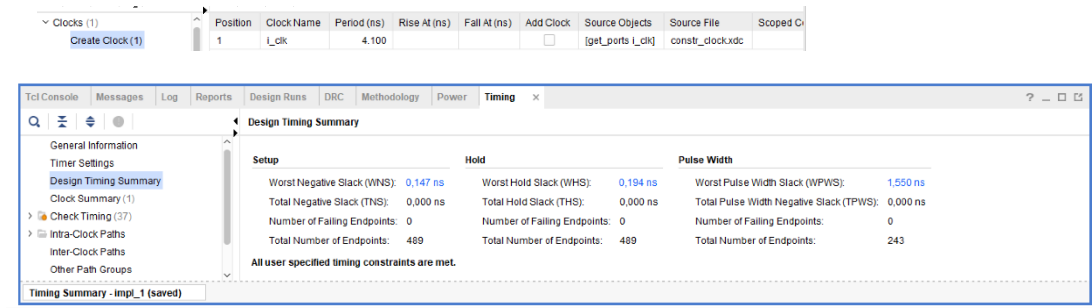 Clocks (1)
Position Clock Name Period (ns) Rise At (ns) Fall At (ns) Add Clock Source Objects Source File Scoped C
Create Clock (1)
1 i_clk 4.100 [get_ports i_clk] constr_clock.xdc
Tcl Console Messages Log Reports Design Runs DRC Methodology Power Timing × ? _
Design Timing Summary
General Information
Timer Settings
Design Timing Summary
Clock Summary (1)
Check Timing (37)
Intra-Clock Paths
Inter-Clock Paths
Other Path Groups
Setup Hold Pulse Width
Worst Negative Slack (WNS): 0,147 ns Worst Hold Slack (WHS): 0,194 ns Worst Pulse Width Slack (WPWS): 1,550 ns
Total Negative Slack (TNS): 0,000 ns Total Hold Slack (THS): 0,000 ns Total Pulse Width Negative Slack (TPWS): 0,000 ns
Number of Failing Endpoints: 0 Number of Failing Endpoints: 0 Number of Failing Endpoints: 0
Total Number of Endpoints: 489 Total Number of Endpoints: 489 Total Number of Endpoints: 243
All user specified timing constraints are met.
Timing Summary - impl_1 (saved)